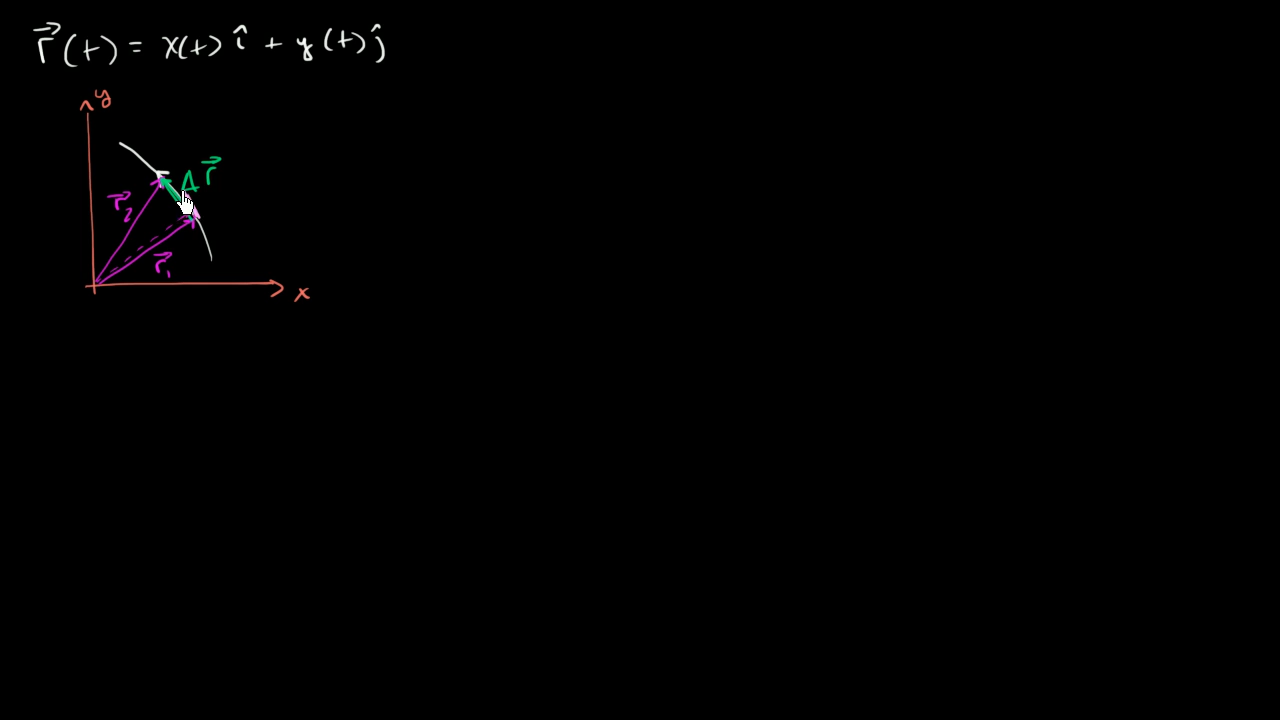 r⃗(t) = x(t) î + y(t) ĵ
y
Δr⃗
r⃗₂
r⃗₁
x